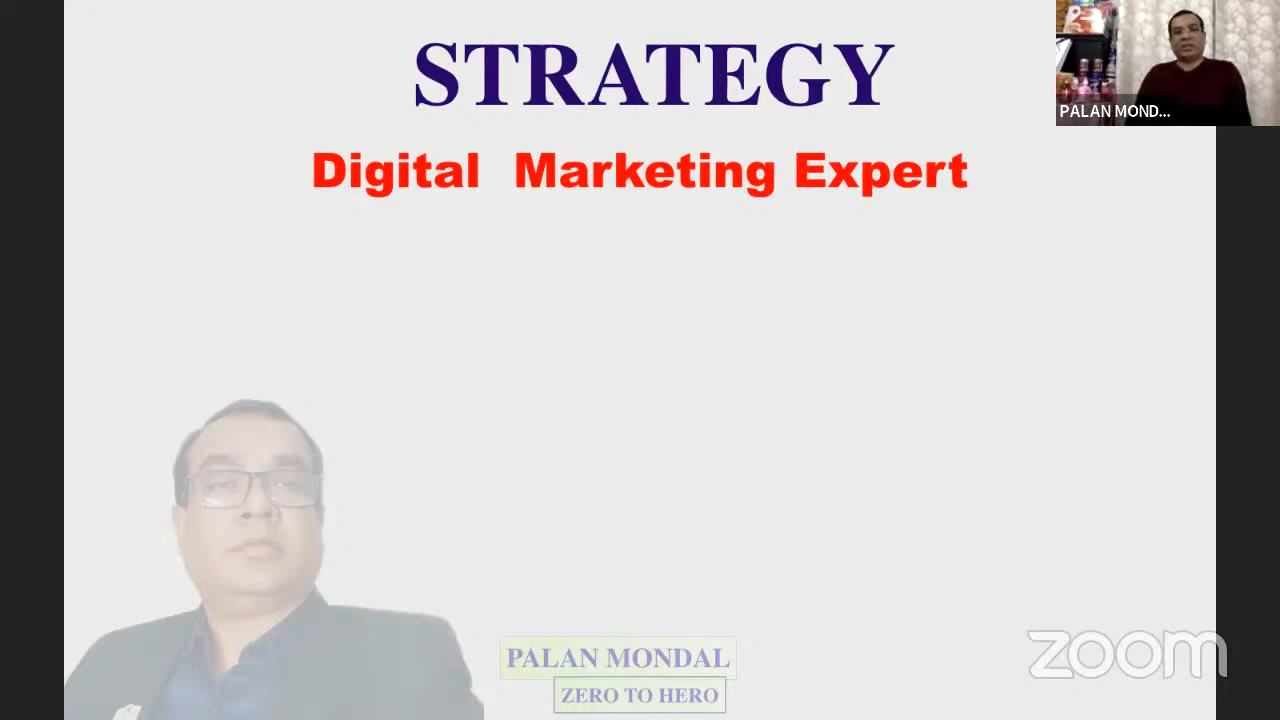 STRATEGY
Digital Marketing Expert
PALAN MOND...
PALAN MONDAL
ZERO TO HERO
zoom